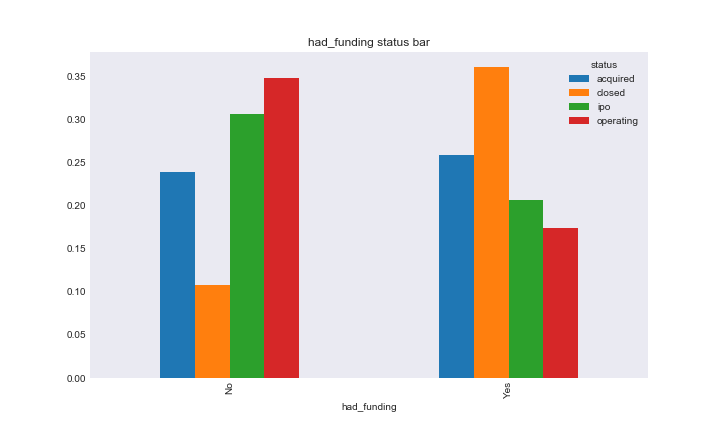 had_funding status bar
status
acquired
closed
ipo
operating
0.35
0.30
0.25
0.20
0.15
0.10
0.05
0.00
No
Yes
had_funding